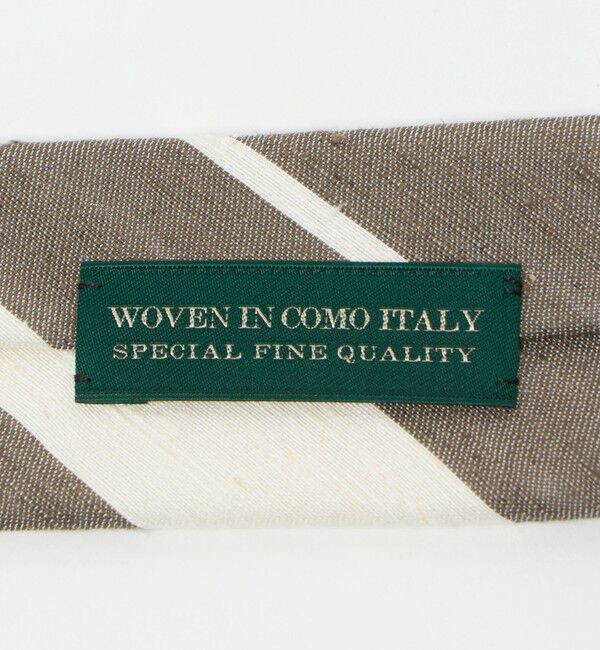 WOVEN IN COMO ITALY
SPECIAL FINE QUALITY